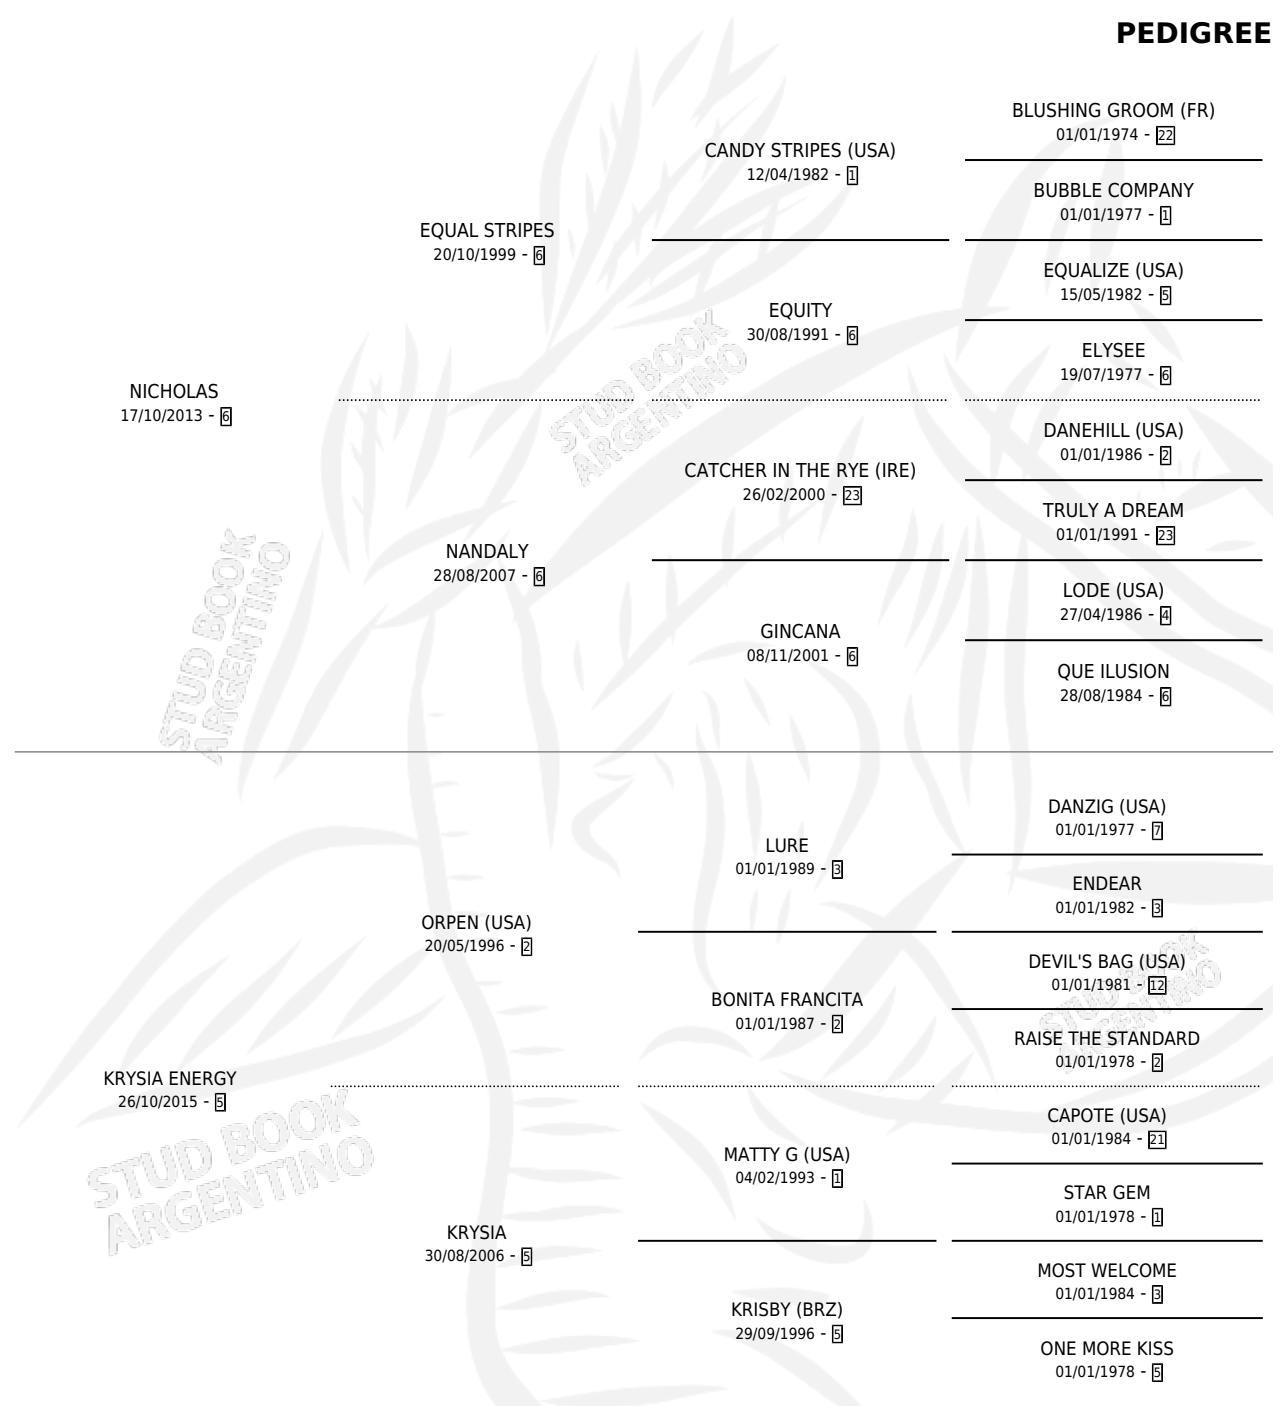 PEDIGREE
BLUSHING GROOM (FR)
01/01/1974 - 22
CANDY STRIPES (USA)
12/04/1982 - 1
BUBBLE COMPANY
01/01/1977 - 1
EQUAL STRIPES
20/10/1999 - 6
EQUALIZE (USA)
15/05/1982 - 5
EQUITY
30/08/1991 - 6
ELYSEE
19/07/1977 - 6
NICHOLAS
17/10/2013 - 6
STUD BOOK
ARGENTINO
DANEHILL (USA)
01/01/1986 - 2
CATCHER IN THE RYE (IRE)
26/02/2000 - 23
TRULY A DREAM
01/01/1991 - 23
NANDALY
28/08/2007 - 6
LODE (USA)
27/04/1986 - 4
GINCANA
08/11/2001 - 6
QUE ILUSION
28/08/1984 - 6
STUD BOOK
ARGENTINO
DANZIG (USA)
01/01/1977 - 7
LURE
01/01/1989 - 3
ENDEAR
01/01/1982 - 3
ORPEN (USA)
20/05/1996 - 2
DEVIL'S BAG (USA)
01/01/1981 - 12
BONITA FRANCITA
01/01/1987 - 2
STUD BOOK
ARGENTINO
RAISE THE STANDARD
01/01/1978 - 2
KRYSIA ENERGY
26/10/2015 - 5
STUD BOOK
ARGENTINO
CAPOTE (USA)
01/01/1984 - 21
MATTY G (USA)
04/02/1993 - 1
STAR GEM
01/01/1978 - 1
KRYSIA
30/08/2006 - 5
MOST WELCOME
01/01/1984 - 3
KRISBY (BRZ)
29/09/1996 - 5
ONE MORE KISS
01/01/1978 - 5